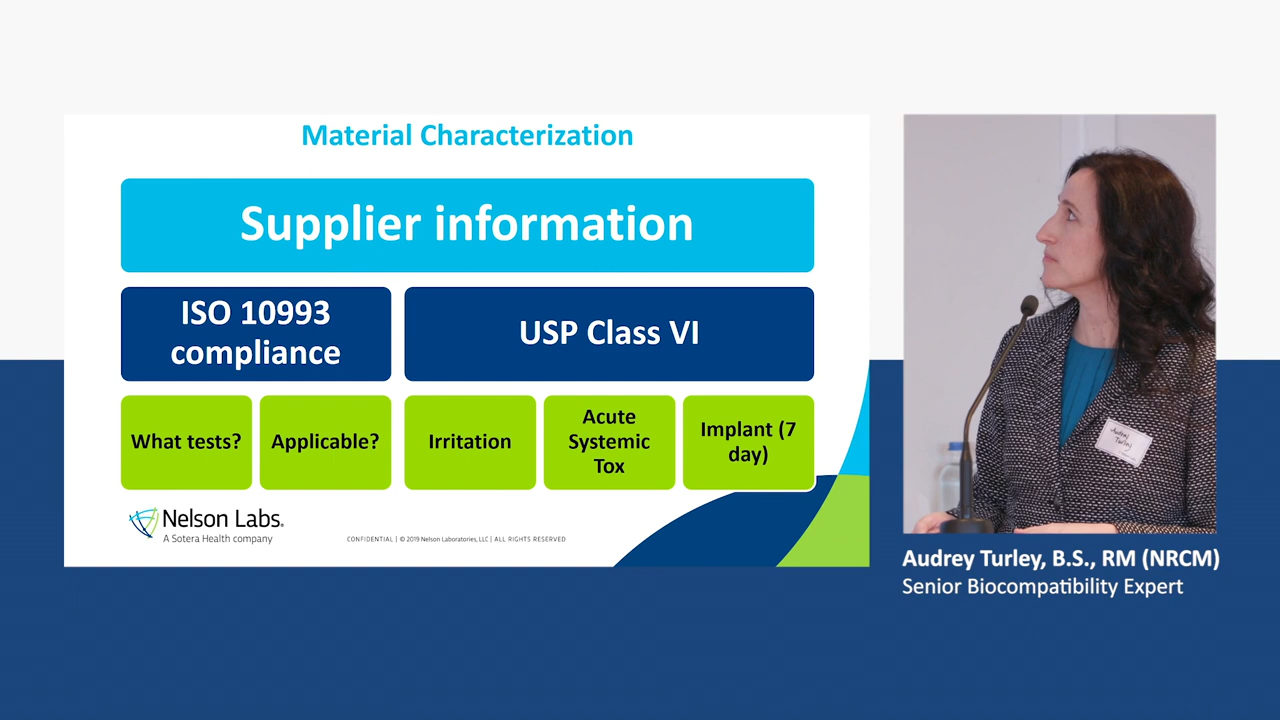 Material Characterization
Supplier information
ISO 10993
compliance
USP Class VI
What tests?
Applicable?
Irritation
Acute
Systemic
Tox
Implant (7
day)
Nelson Labs.
A Sotera Health company
CONFIDENTIAL | © 2019 Nelson Laboratories, LLC | ALL RIGHTS RESERVED
Audrey
Turley
Audrey Turley, B.S., RM (NRCM)
Senior Biocompatibility Expert